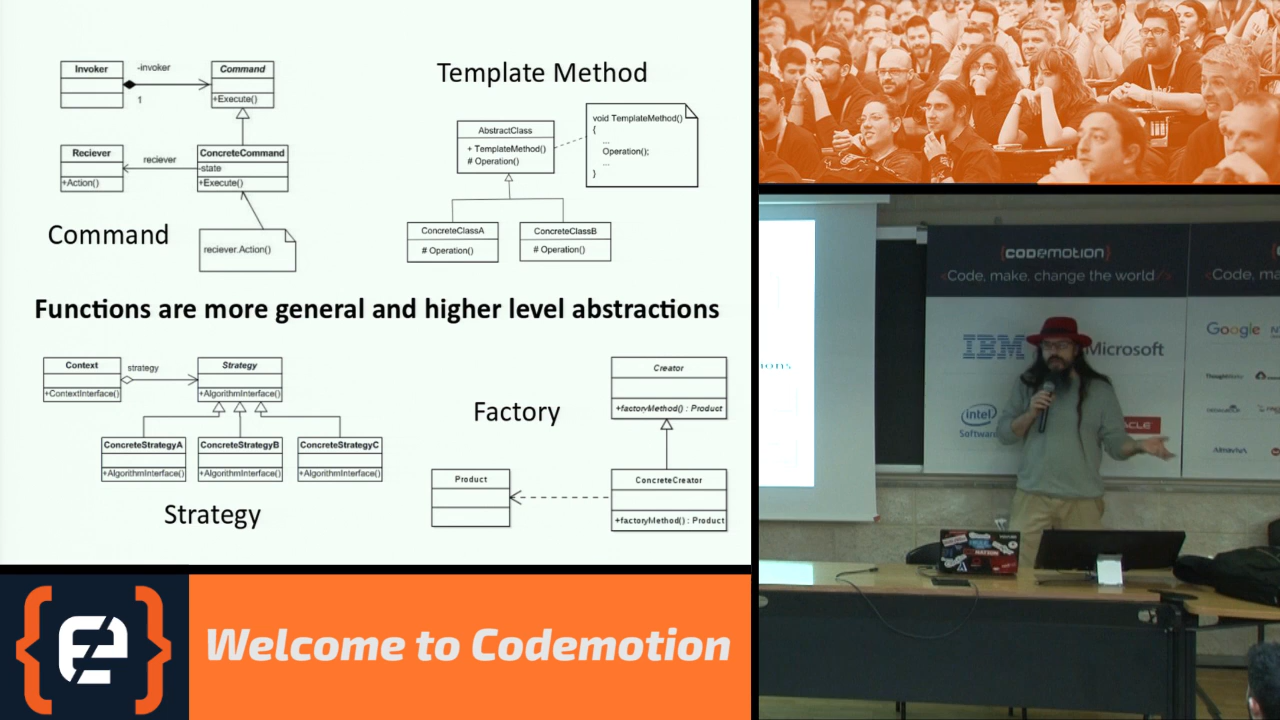 Invoker
-invoker
1
Command
+Execute()
Reciever
+Action()
reciever
ConcreteCommand
-state
+Execute()
reciever.Action()
Command
Template Method
AbstractClass
+ TemplateMethod()
# Operation()
void TemplateMethod()
{
...
Operation();
...
}
ConcreteClassA
# Operation()
ConcreteClassB
# Operation()
Functions are more general and higher level abstractions
Context
+ContextInterface()
strategy
Strategy
+AlgorithmInterface()
ConcreteStrategyA
+AlgorithmInterface()
ConcreteStrategyB
+AlgorithmInterface()
ConcreteStrategyC
+AlgorithmInterface()
Strategy
Factory
Creator
+factoryMethod() : Product
Product
ConcreteCreator
+factoryMethod() : Product
Welcome to Codemotion
{codemotion}
<Code, make, change the world/>
<Code, ma
IBM
Microsoft
Google
intel
Software
ions